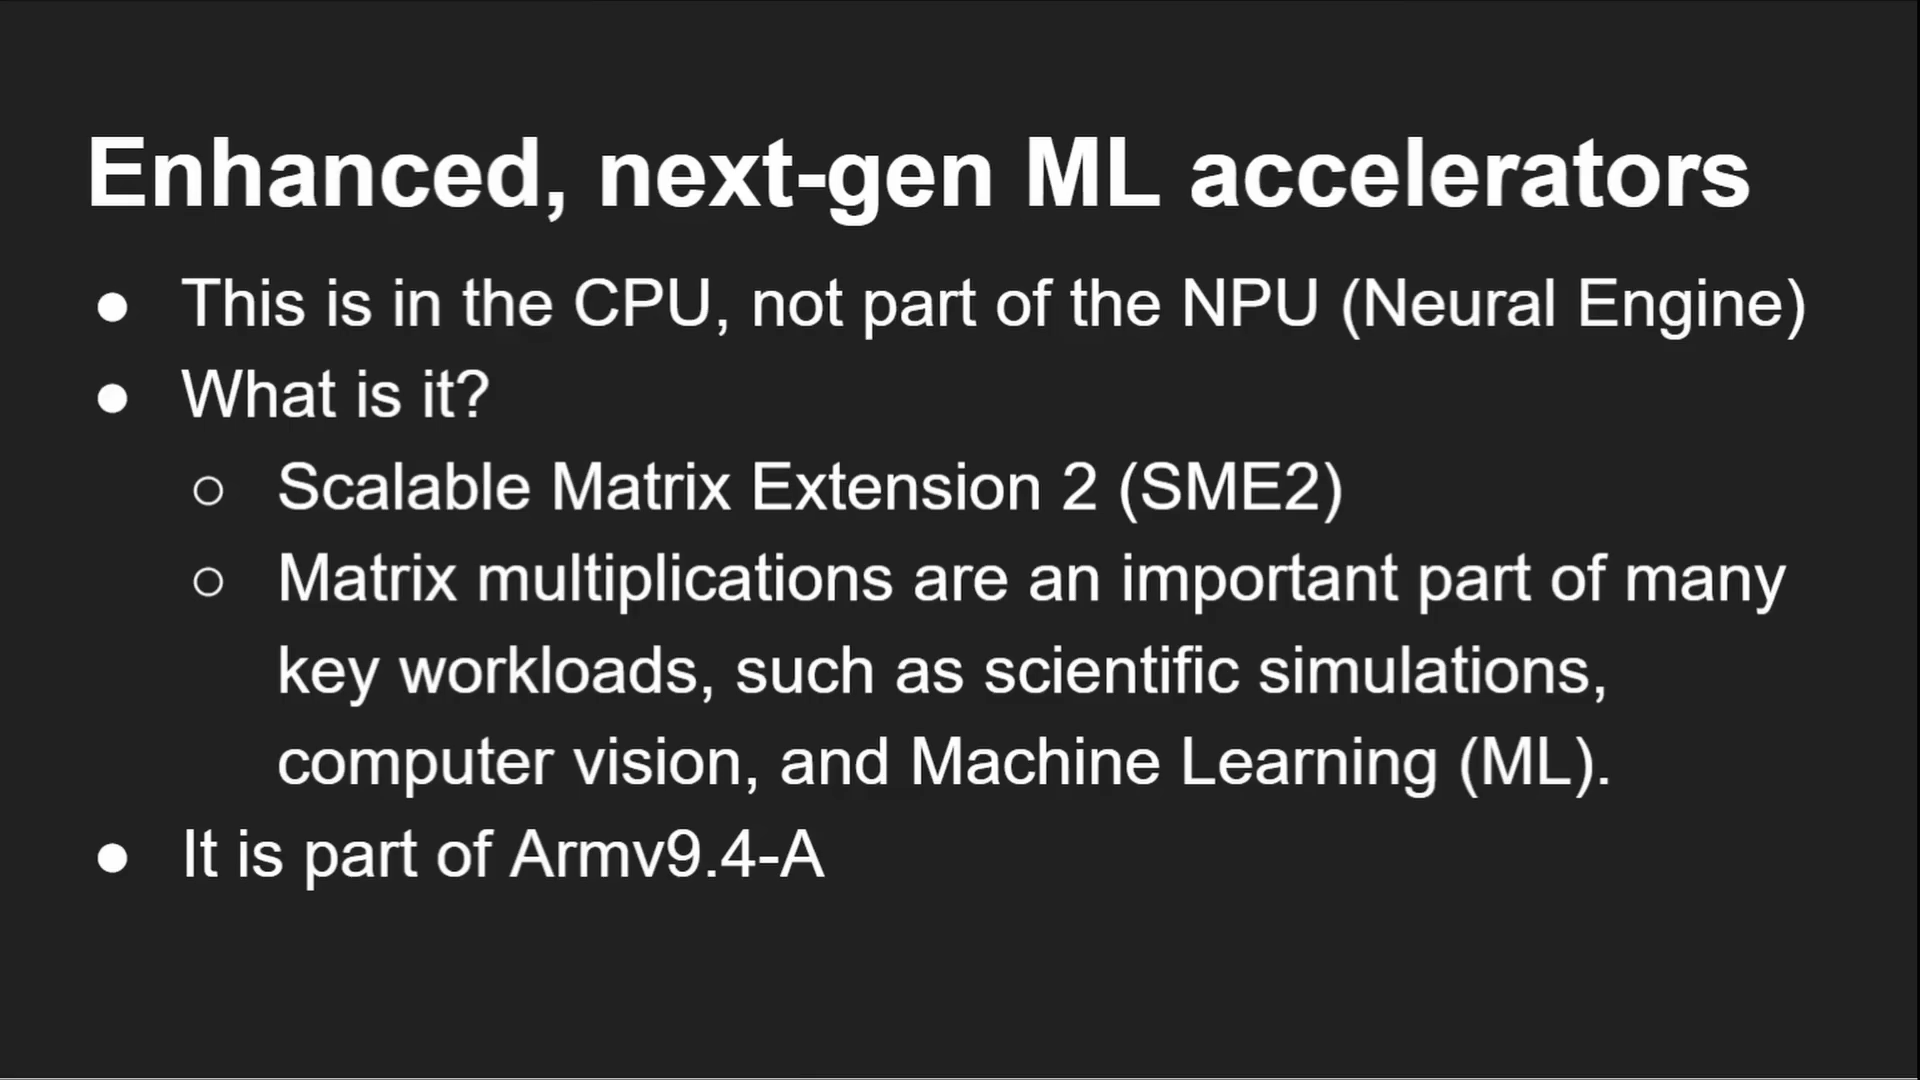 Enhanced, next-gen ML accelerators
● This is in the CPU, not part of the NPU (Neural Engine)
● What is it?
○ Scalable Matrix Extension 2 (SME2)
○ Matrix multiplications are an important part of many
key workloads, such as scientific simulations,
computer vision, and Machine Learning (ML).
● It is part of Armv9.4-A